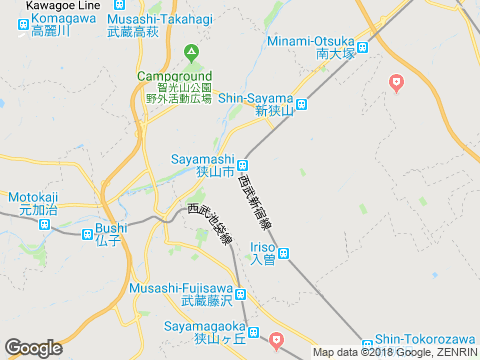 Kawagoe Line
Komagawa
高麗川
Musashi-Takahagi
武蔵高萩
Minami-Otsuka
南大塚
Campground
智光山公園
野外活動広場
Shin-Sayama
新狭山
Sayamashi
狭山市
西武新宿線
Motokaji
元加治
西武池袋線
Bushi
仏子
Iriso
入曽
Musashi-Fujisawa
武蔵藤沢
Sayamagaoka
狭山ヶ丘
Shin-Tokorozawa
Google
Map data ©2018 Google, ZENRIN